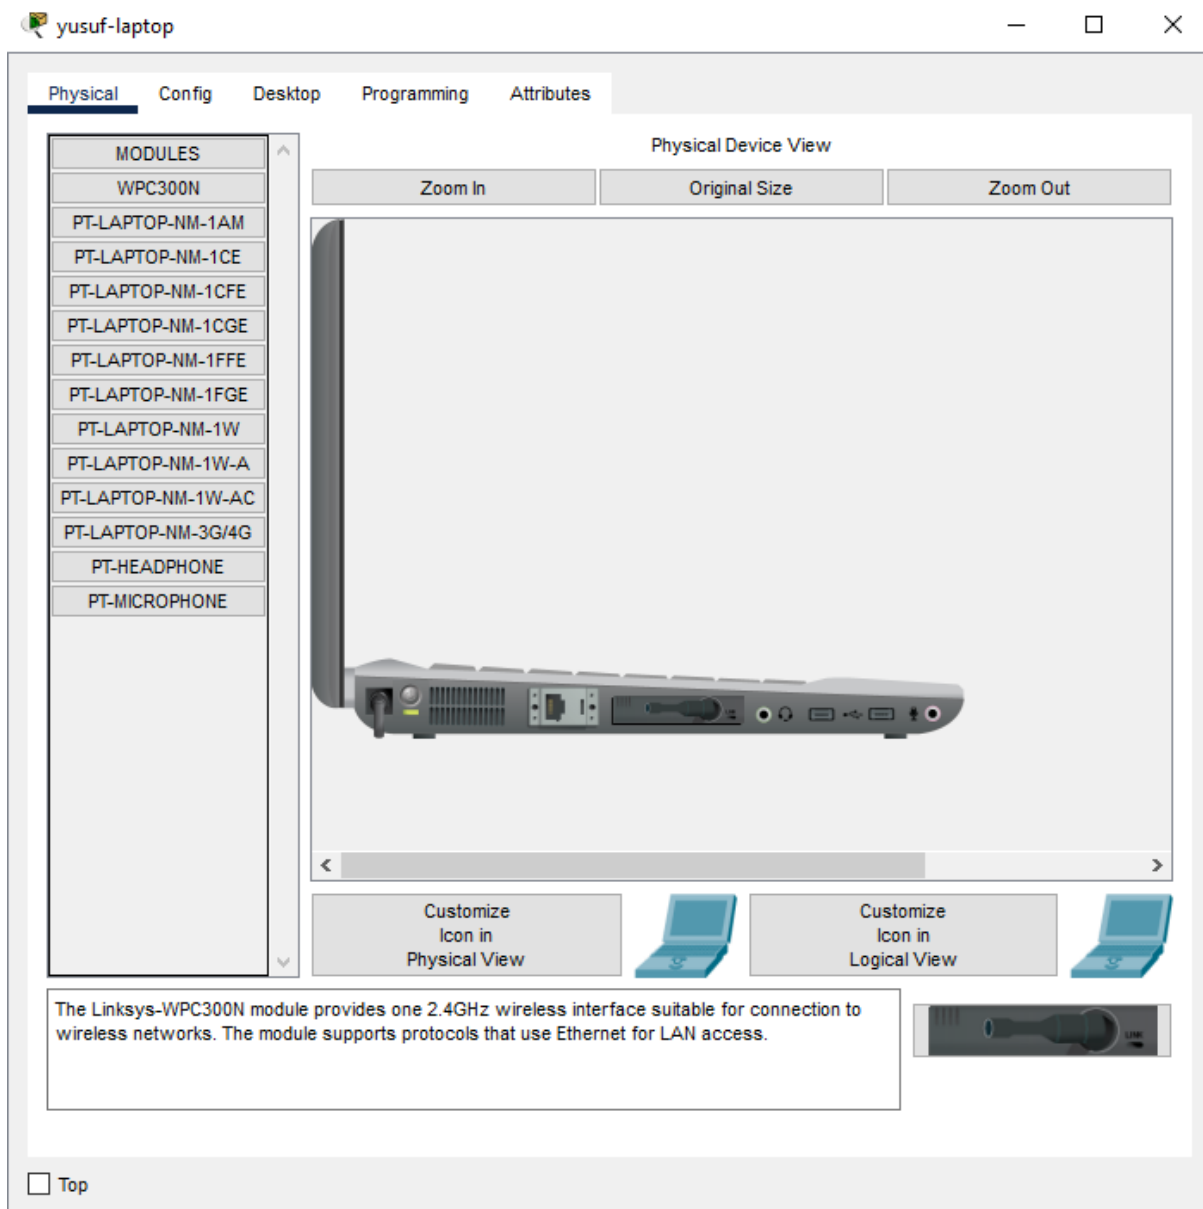 yusuf-laptop
Physical Config Desktop Programming Attributes
MODULES
WPC300N
PT-LAPTOP-NM-1AM
PT-LAPTOP-NM-1CE
PT-LAPTOP-NM-1CFE
PT-LAPTOP-NM-1CGE
PT-LAPTOP-NM-1FFE
PT-LAPTOP-NM-1FGE
PT-LAPTOP-NM-1W
PT-LAPTOP-NM-1W-A
PT-LAPTOP-NM-1W-AC
PT-LAPTOP-NM-3G/4G
PT-HEADPHONE
PT-MICROPHONE
Physical Device View
Zoom In Original Size Zoom Out
Customize
Icon in
Physical View
Customize
Icon in
Logical View
The Linksys-WPC300N module provides one 2.4GHz wireless interface suitable for connection to
wireless networks. The module supports protocols that use Ethernet for LAN access.
LINK
Top